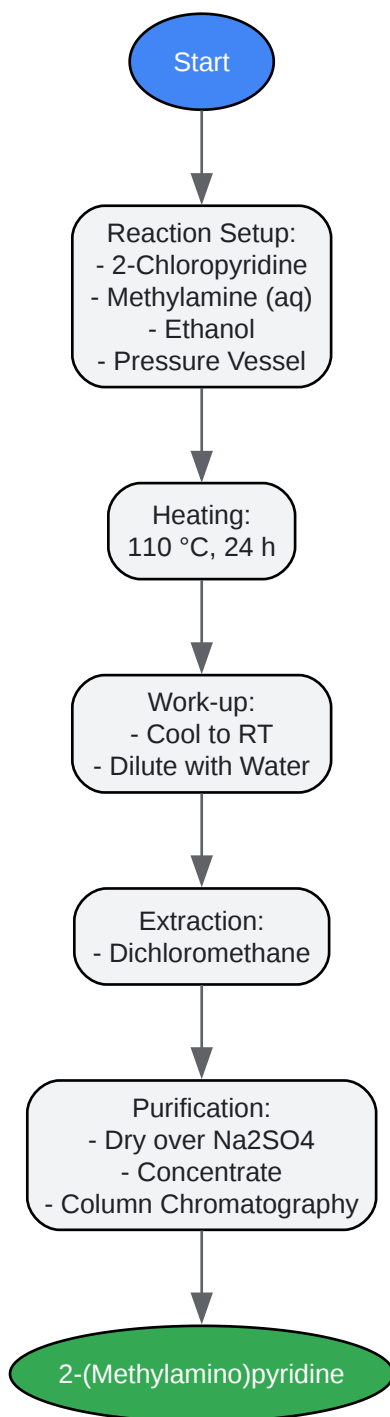 Start
Reaction Setup:
- 2-Chloropyridine
- Methylamine (aq)
- Ethanol
- Pressure Vessel
Heating:
110 °C, 24 h
Work-up:
- Cool to RT
- Dilute with Water
Extraction:
- Dichloromethane
Purification:
- Dry over Na2SO4
- Concentrate
- Column Chromatography
2-(Methylamino)pyridine